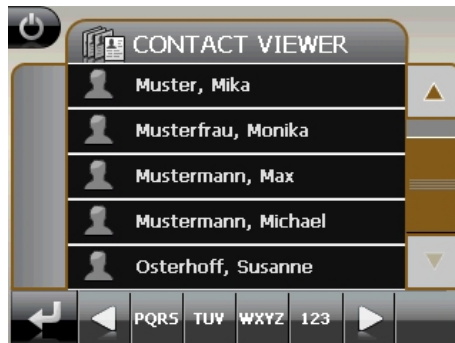 CONTACT VIEWER
Muster, Mika
Musterfrau, Monika
Mustermann, Max
Mustermann, Michael
Osterhoff, Susanne
PQRS TUV WXYZ 123